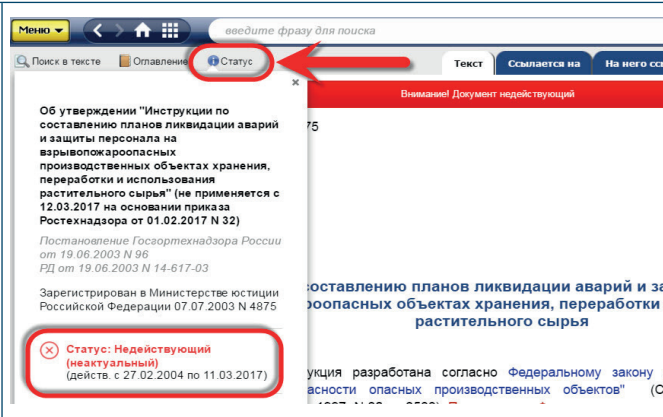 Меню
введите фразу для поиска
Поиск в тексте Оглавление Статус
Текст Ссылается на На него
Внимание! Документ недействующий
75
Об утверждении "Инструкции по
составлению планов ликвидации аварий
и защиты персонала на
взрывопожароопасных
производственных объектах хранения,
переработки и использования
растительного сырья" (не применяется с
12.03.2017 на основании приказа
Ростехнадзора от 01.02.2017 N 32)
Постановление Госгортехнадзора России
от 19.06.2003 N 96
РД от 19.06.2003 N 14-617-03
Зарегистрирован в Министерстве юстиции
Российской Федерации 07.07.2003 N 4875
Статус: Недействующий
(неактуальный)
(действ. с 27.02.2004 по 11.03.2017)
составлению планов ликвидации аварий и за
роопасных объектах хранения, переработки
растительного сырья
укция разработана согласно Федеральному закону
асности опасных производственных объектов" (С